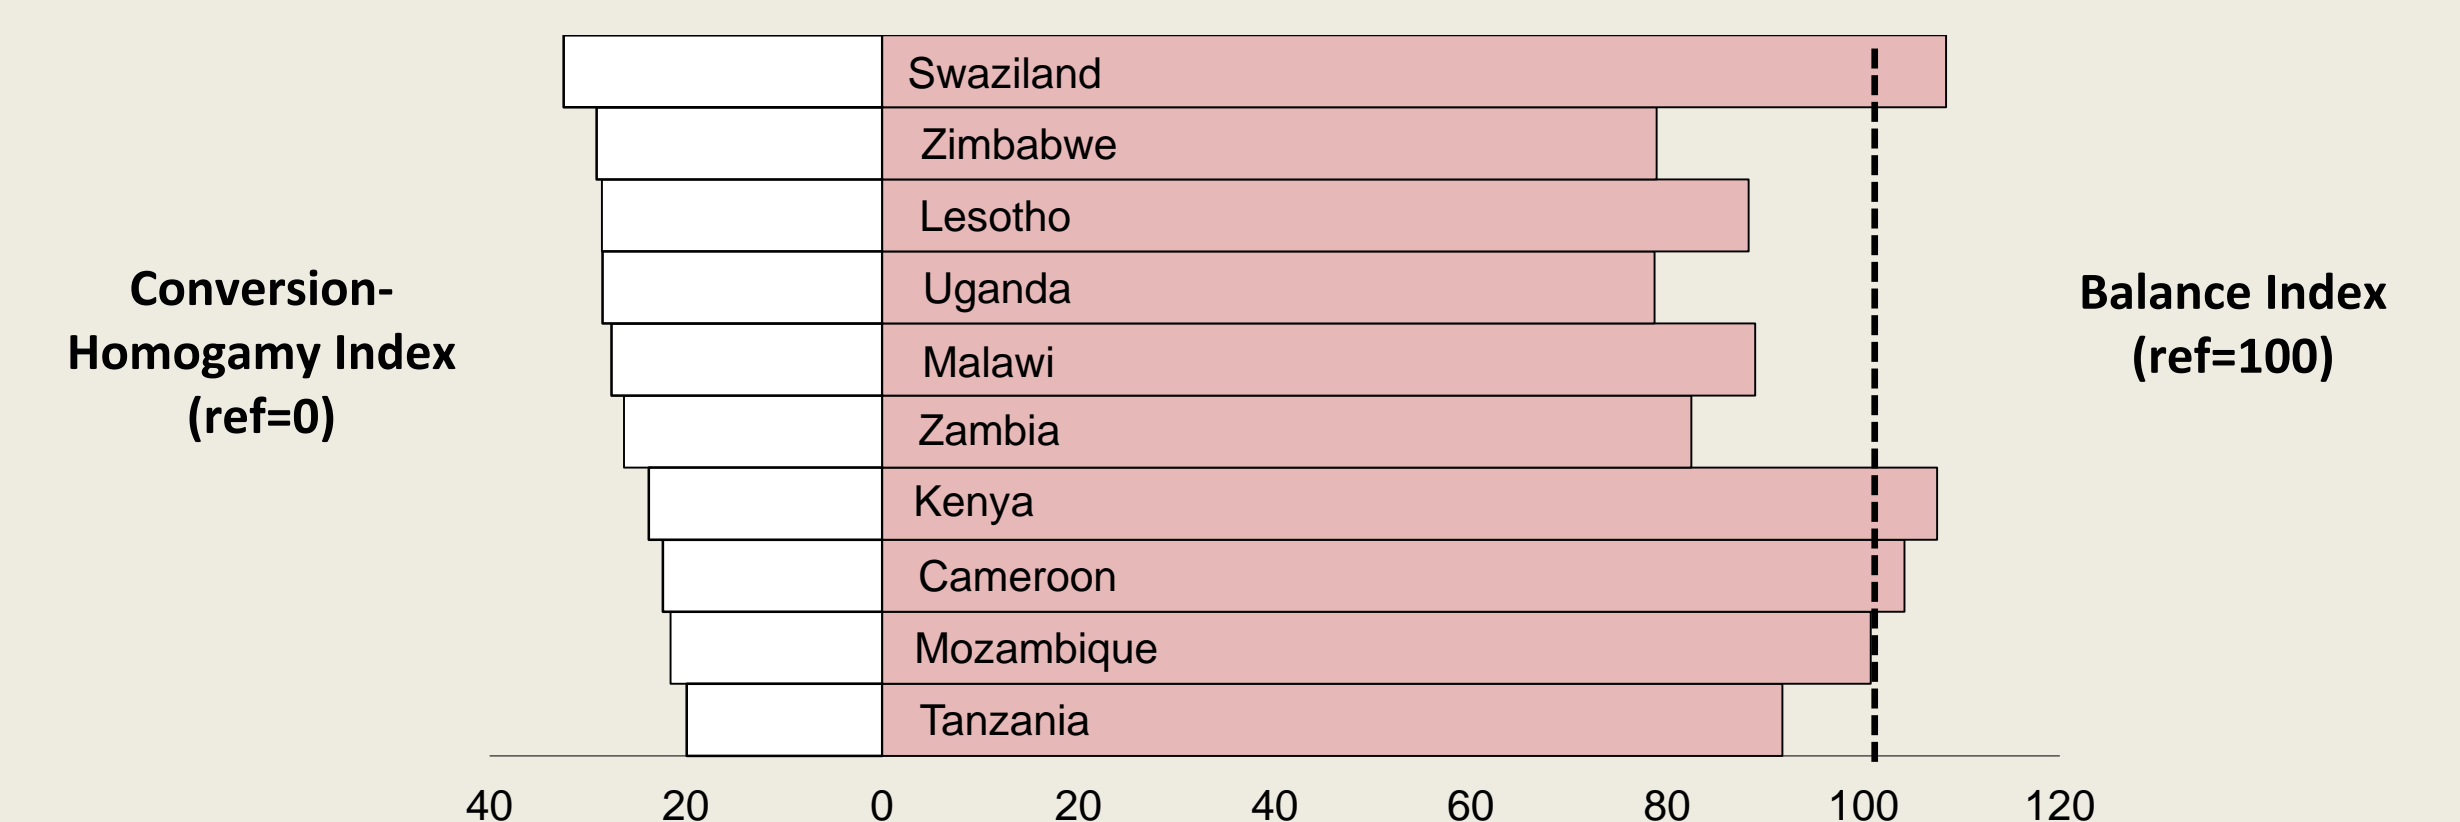 Swaziland
Zimbabwe
Lesotho
Uganda
Malawi
Zambia
Kenya
Cameroon
Mozambique
Tanzania
Conversion-
Homogamy Index
(ref=0)
Balance Index
(ref=100)
40 20 0 20 40 60 80 100 120